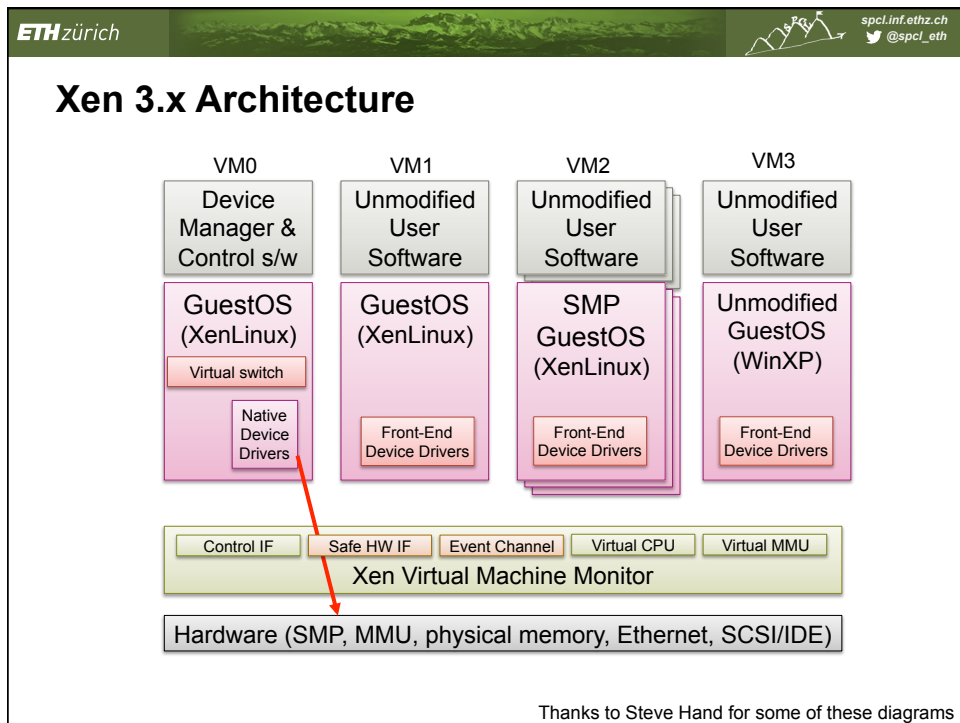 ETH zürich
spcl.inf.ethz.ch
@spcl_eth
Xen 3.x Architecture
VM0
VM1
VM2
VM3
Device
Manager &
Control s/w
Unmodified
User
Software
Unmodified
User
Software
Unmodified
User
Software
GuestOS
(XenLinux)
Virtual switch
Native
Device
Drivers
GuestOS
(XenLinux)
Front-End
Device Drivers
SMP
GuestOS
(XenLinux)
Front-End
Device Drivers
Unmodified
GuestOS
(WinXP)
Front-End
Device Drivers
Control IF
Safe HW IF
Event Channel
Virtual CPU
Virtual MMU
Xen Virtual Machine Monitor
Hardware (SMP, MMU, physical memory, Ethernet, SCSI/IDE)
Thanks to Steve Hand for some of these diagrams